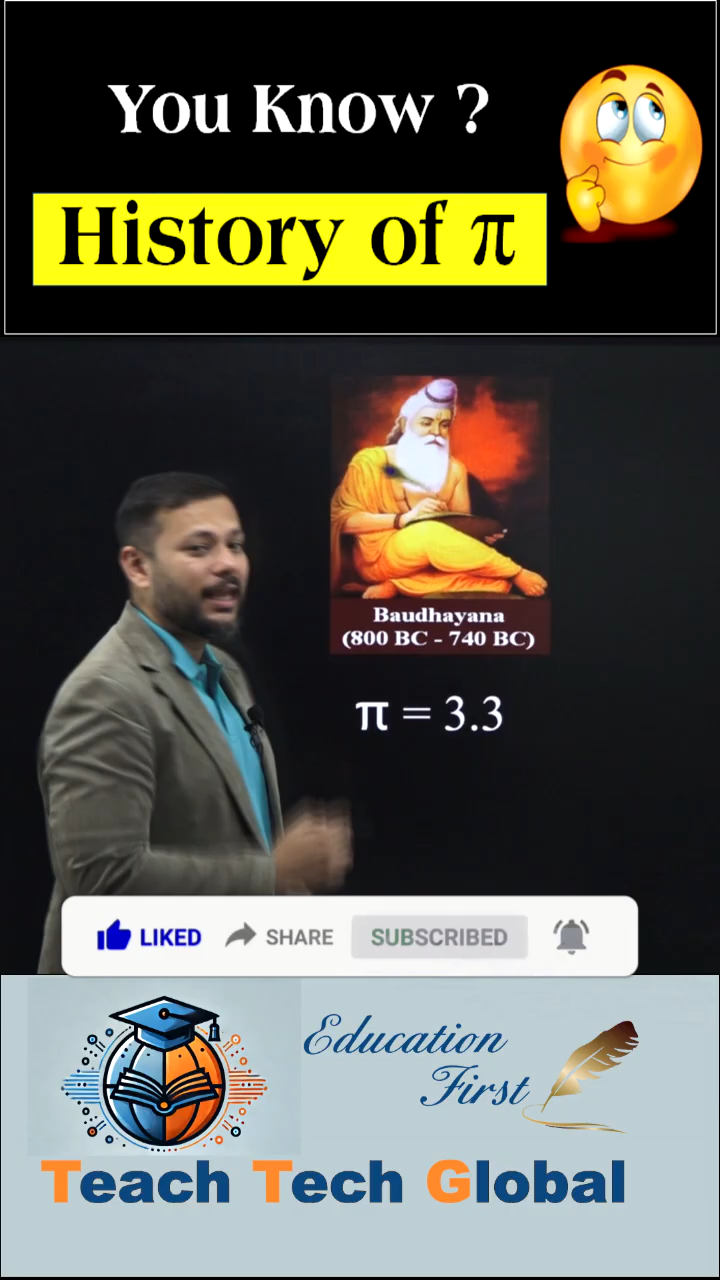 You Know ?
History of π
Baudhayana
(800 BC - 740 BC)
π = 3.3
LIKED SHARE SUBSCRIBED
Education
First
Teach Tech Global